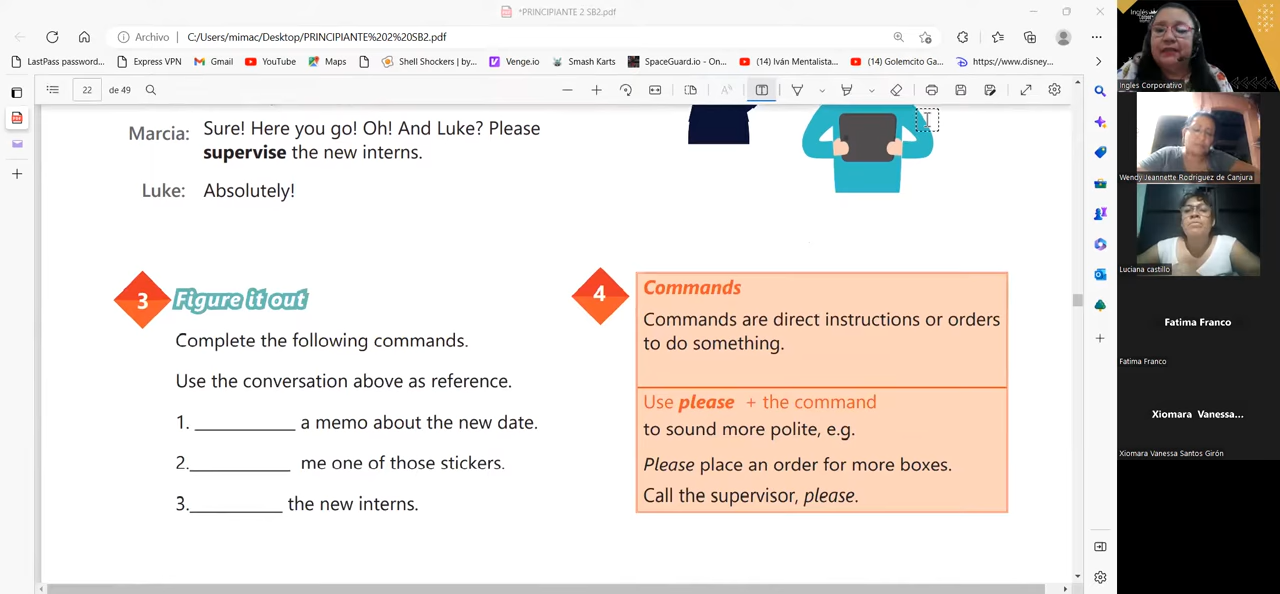 *PRINCIPIANTE 2 SB2.pdf
Archivo C:/Users/mimac/Desktop/PRINCIPIANTE%202%20SB2.pdf
LastPass password... Express VPN Gmail YouTube Maps Shell Shockers | by... Venge.io Smash Karts SpaceGuard.io - On... (14) Iván Mentalista... (14) Golemcito Ga... https://www.disney...
22 de 49
Marcia: Sure! Here you go! Oh! And Luke? Please
supervise the new interns.
Luke: Absolutely!
3 Figure it out
Complete the following commands.
Use the conversation above as reference.
1. __________ a memo about the new date.
2.__________ me one of those stickers.
3.__________ the new interns.
4 Commands
Commands are direct instructions or orders
to do something.
Use please + the command
to sound more polite, e.g.
Please place an order for more boxes.
Call the supervisor, please.
Inglés
Ingles Corporativo
Wendy Jeannette Rodriguez de Canjura
Luciana castillo
Fatima Franco
Fatima Franco
Xiomara Vanessa...
Xiomara Vanessa Santos Girón